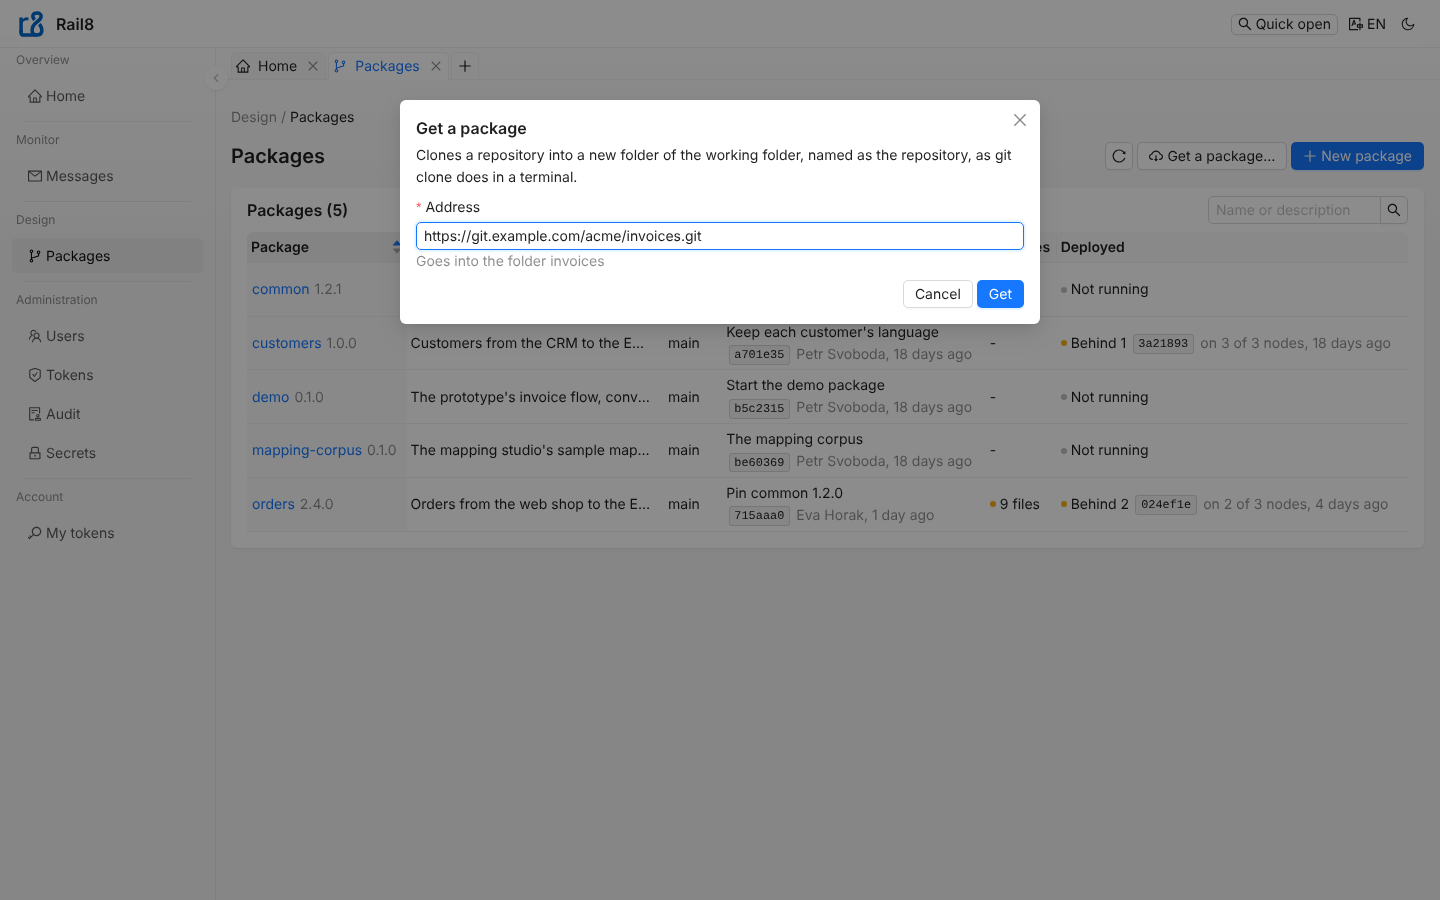 Rail8
Quick open
EN
Overview
Home
Monitor
Messages
Design
Packages
Administration
Users
Tokens
Audit
Secrets
Account
My tokens
Home
Packages
Design / Packages
Packages
Get a package...
New package
Packages (5)
Name or description
Package
s
Deployed
common 1.2.1
Not running
customers 1.0.0
Customers from the CRM to the E...
main
Keep each customer's language
a701e35 Petr Svoboda, 18 days ago
-
Behind 1 3a21893 on 3 of 3 nodes, 18 days ago
demo 0.1.0
The prototype's invoice flow, conv...
main
Start the demo package
b5c2315 Petr Svoboda, 18 days ago
-
Not running
mapping-corpus 0.1.0
The mapping studio's sample map...
main
The mapping corpus
be60369 Petr Svoboda, 18 days ago
-
Not running
orders 2.4.0
Orders from the web shop to the E...
main
Pin common 1.2.0
715aaa0 Eva Horak, 1 day ago
9 files
Behind 2 024ef1e on 2 of 3 nodes, 4 days ago
Get a package
Clones a repository into a new folder of the working folder, named as the repository, as git
clone does in a terminal.
* Address
https://git.example.com/acme/invoices.git
Goes into the folder invoices
Cancel
Get